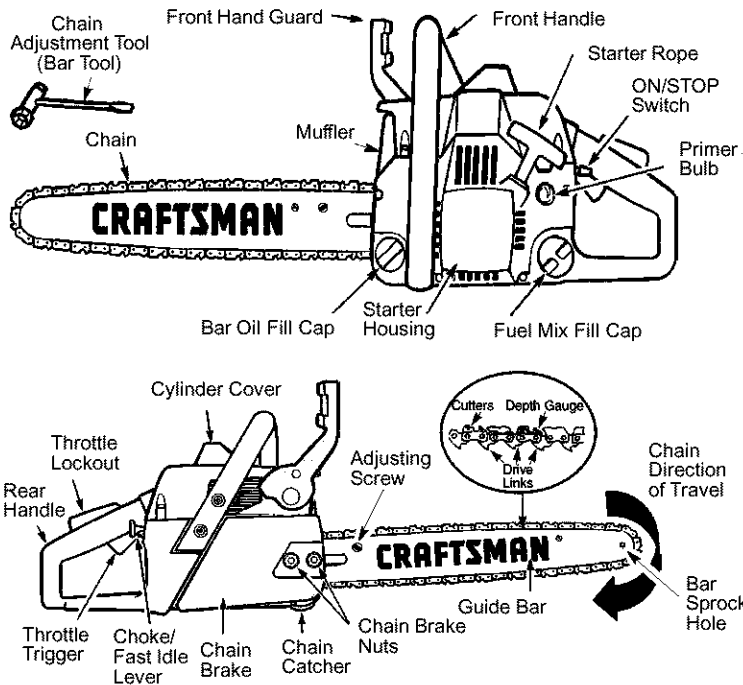 Chain
Adjustment Tool
(Bar Tool)
Front Hand Guard
Front Handle
Starter Rope
ON/STOP
Switch
Muffler
Chain
Primer
Bulb
CRAFTSMAN
Bar Oil Fill Cap
Starter
Housing
Fuel Mix Fill Cap
Cylinder Cover
Cutters
Depth Gauge
Drive
Links
Throttle
Lockout
Rear
Handle
Adjusting
Screw
Chain
Direction
of Travel
CRAFTSMAN
Guide Bar
Bar
Sprock
Hole
Throttle
Trigger
Choke/
Fast Idle
Lever
Chain
Brake
Chain
Catcher
Chain Brake
Nuts